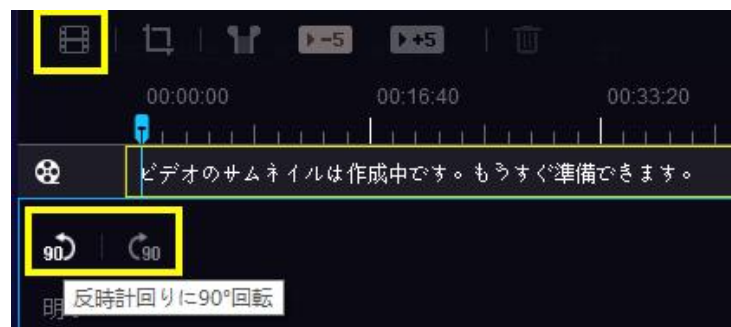 -5 +5
00:00:00 00:16:40 00:33:20
ビデオのサムネイルは作成中です。もうすぐ準備できます。
90 90
反時計回りに90°回転
明